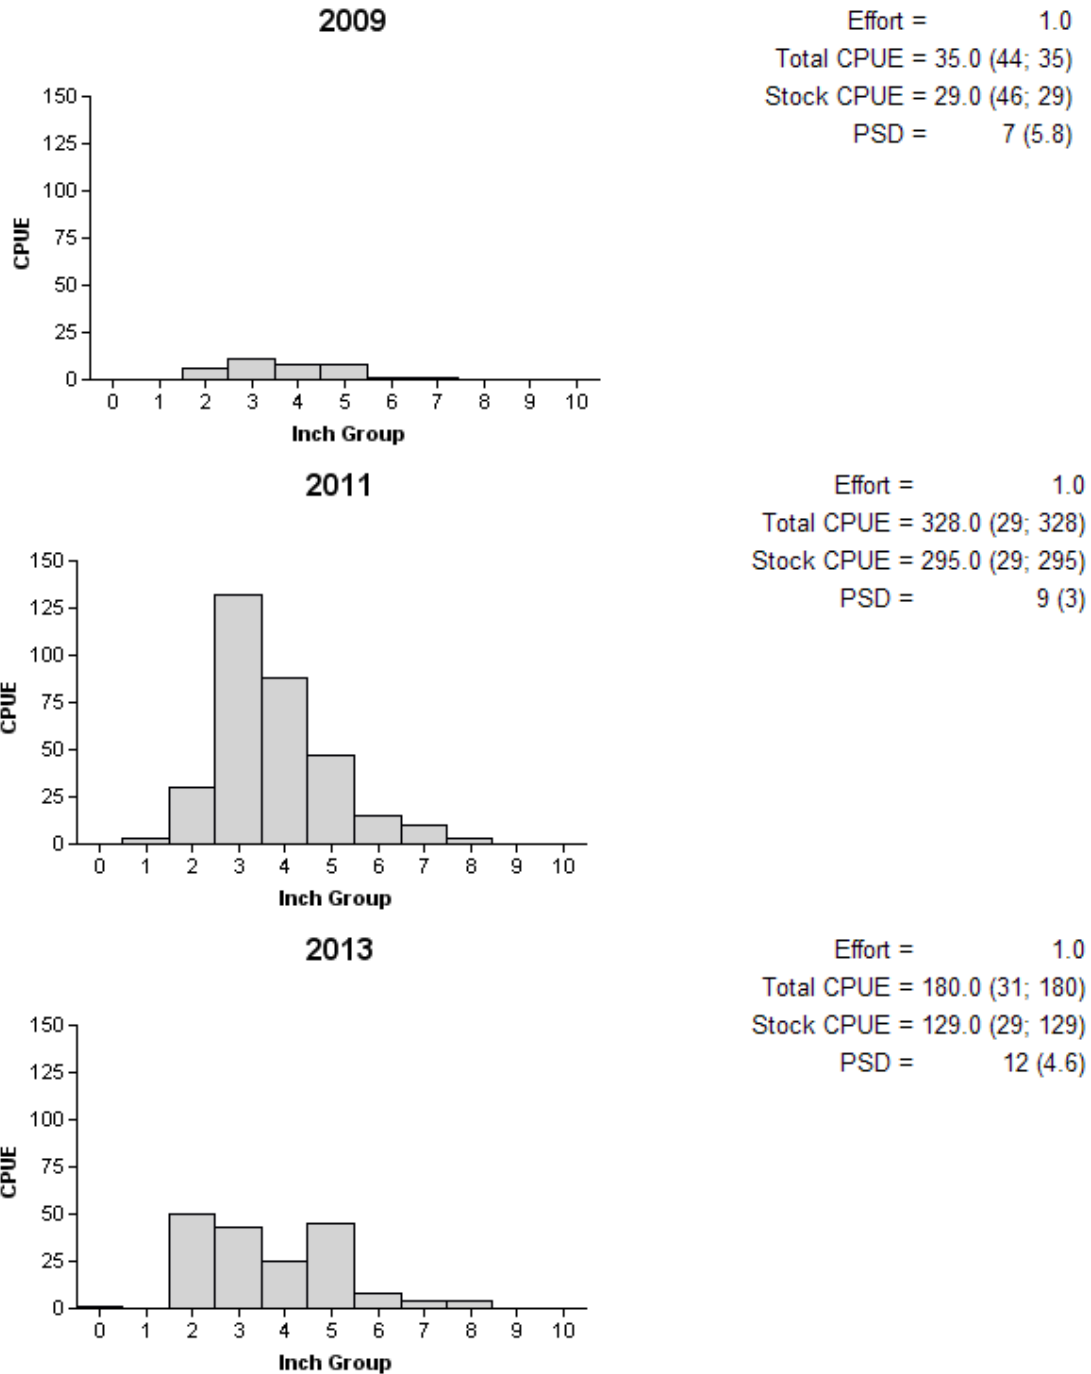 2009
Effort = 1.0
Total CPUE = 35.0 (44; 35)
Stock CPUE = 29.0 (46; 29)
PSD = 7 (5.8)
150
125
100
75
50
25
0
CPUE
0 1 2 3 4 5 6 7 8 9 10
Inch Group
2011
Effort = 1.0
Total CPUE = 328.0 (29; 328)
Stock CPUE = 295.0 (29; 295)
PSD = 9 (3)
150
125
100
75
50
25
0
CPUE
0 1 2 3 4 5 6 7 8 9 10
Inch Group
2013
Effort = 1.0
Total CPUE = 180.0 (31; 180)
Stock CPUE = 129.0 (29; 129)
PSD = 12 (4.6)
150
125
100
75
50
25
0
CPUE
0 1 2 3 4 5 6 7 8 9 10
Inch Group